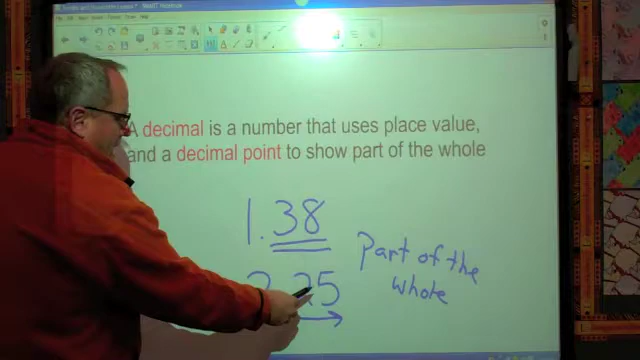 A decimal is a number that uses place value,
and a decimal point to show part of the whole
1.38
Part of the
whole